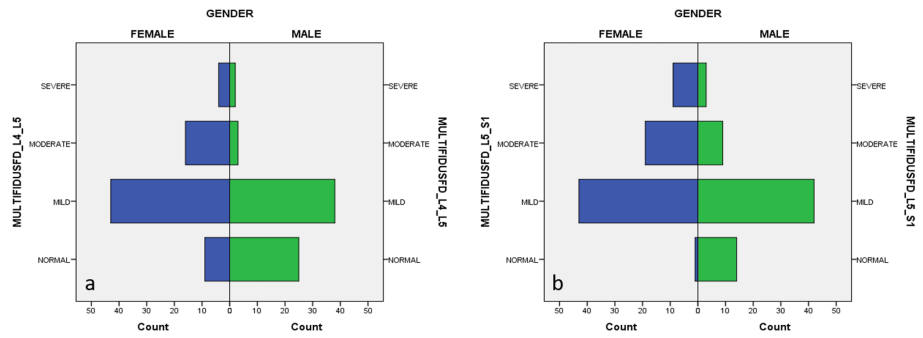 GENDER
FEMALE MALE
MULTIFIDUSFD_L4_L5
SEVERE SEVERE
MODERATE MODERATE
MILD MILD
NORMAL NORMAL
MULTIFIDUSFD_L4_L5
a
50 40 30 20 10 0 10 20 30 40 50
Count Count
GENDER
FEMALE MALE
MULTIFIDUSFD_L5_S1
SEVERE SEVERE
MODERATE MODERATE
MILD MILD
NORMAL NORMAL
MULTIFIDUSFD_L5_S1
b
50 40 30 20 10 0 10 20 30 40 50
Count Count